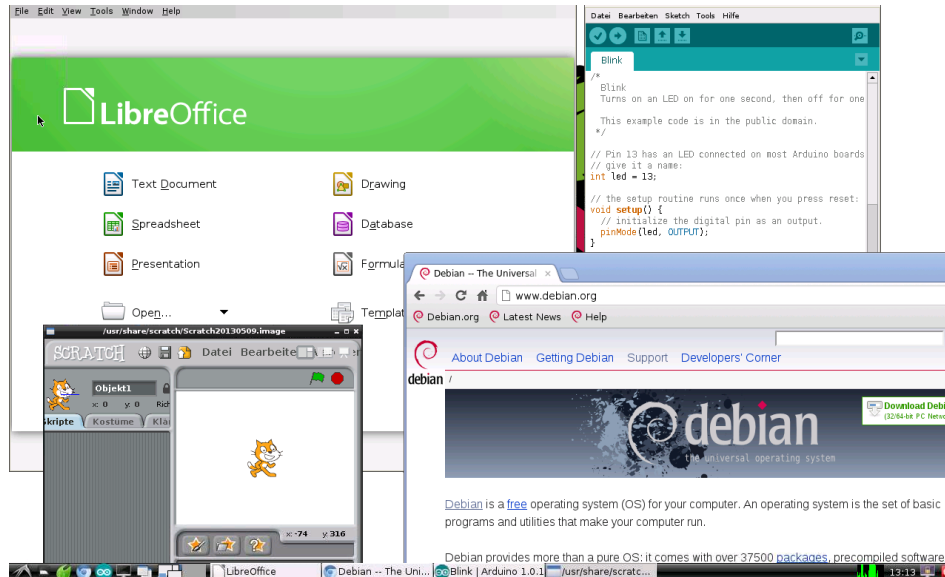 File Edit View Tools Window Help
LibreOffice
Text Document
Drawing
Spreadsheet
Database
Presentation
Formula
Open...
Templat
Datei Bearbeiten Sketch Tools Hilfe
Blink
/*
Blink
Turns on an LED on for one second, then off for one
This example code is in the public domain.
*/
// Pin 13 has an LED connected on most Arduino boards
// give it a name:
int led = 13;
// the setup routine runs once when you press reset:
void setup() {
// initialize the digital pin as an output.
pinMode(led, OUTPUT);
}
/usr/share/scratch/Scratch20130509.image
SCRATCH Datei Bearbeite
Objekt1
x: 0 y: 0
Skripte Kostüme Klä
x: -74 y: 316
Debian -- The Universal
www.debian.org
Debian.org Latest News Help
About Debian Getting Debian Support Developers' Corner
debian /
debian
the universal operating system
Download Debi
(32/64-bit PC Netwo
Debian is a free operating system (OS) for your computer. An operating system is the set of basic
programs and utilities that make your computer run.
Debian provides more than a pure OS: it comes with over 37500 packages, precompiled software
LibreOffice
Debian -- The Uni...
Blink | Arduino 1.0.1
/usr/share/scratc...
13:13